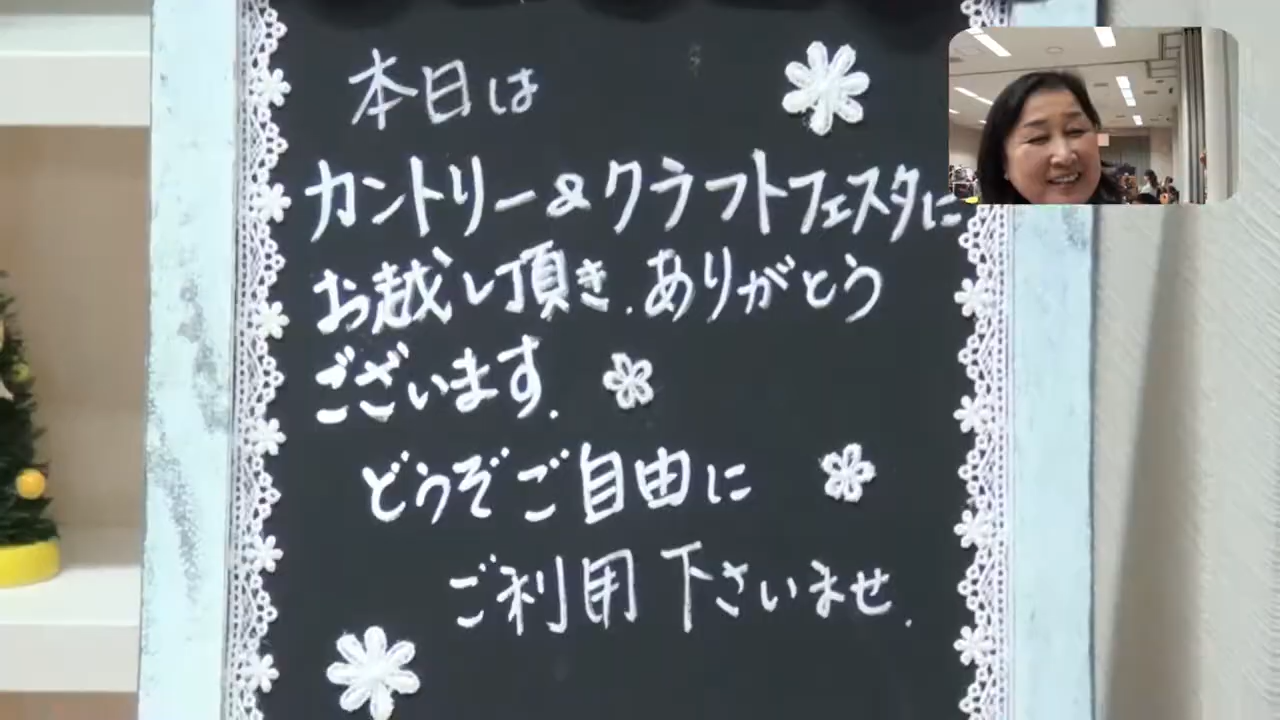 本日は
カントリー&クラフトフェスタに
お越し頂き.ありがとう
ございます.
どうぞご自由に
ご利用下さいませ.